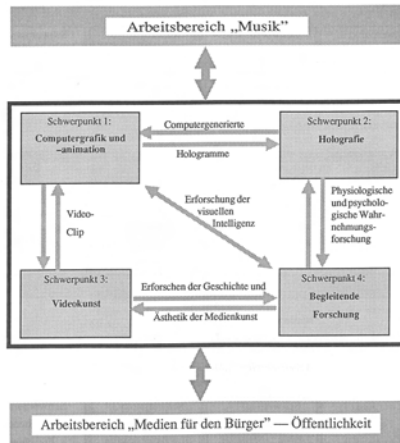 Arbeitsbereich „Musik”
Schwerpunkt 1:
Computergrafik und
–animation
Computergenerierte
Hologramme
Schwerpunkt 2:
Holografie
Video-
Clip
Erforschung der
visuellen
Intelligenz
Physiologische
und psycholo-
gische Wahr-
nehmungs-
forschung
Schwerpunkt 3:
Videokunst
Erforschen der Geschichte und
Ästhetik der Medienkunst
Schwerpunkt 4:
Begleitende
Forschung
Arbeitsbereich „Medien für den Bürger” — Öffentlichkeit